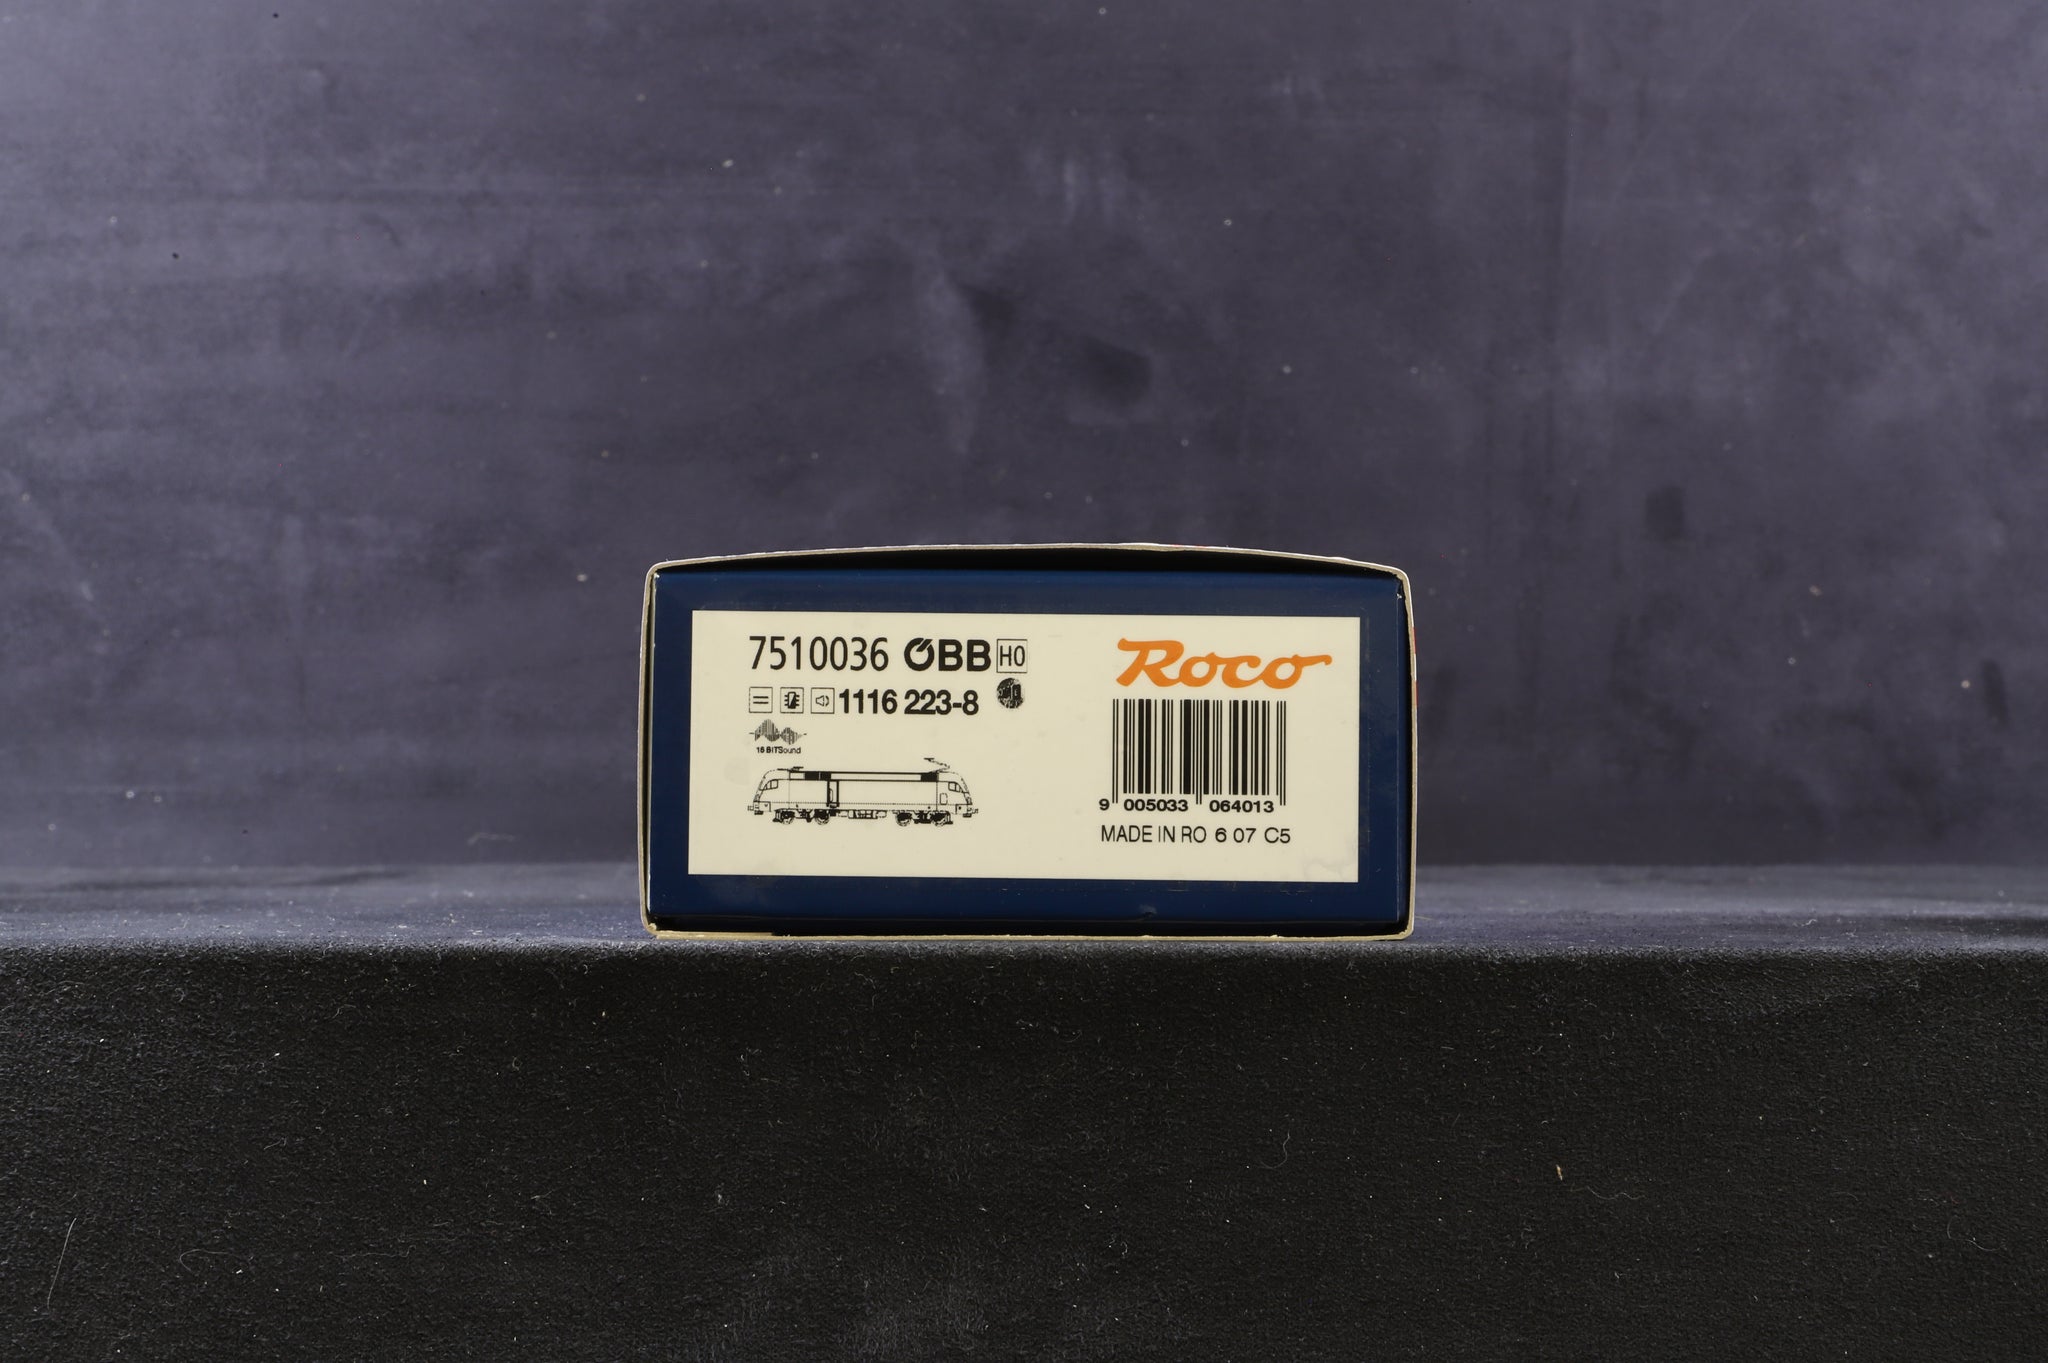 7510036 ÖBB H0
1116 223-8
16 BITSound
Roco
9 005033 064013
MADE IN RO 6 07 C5